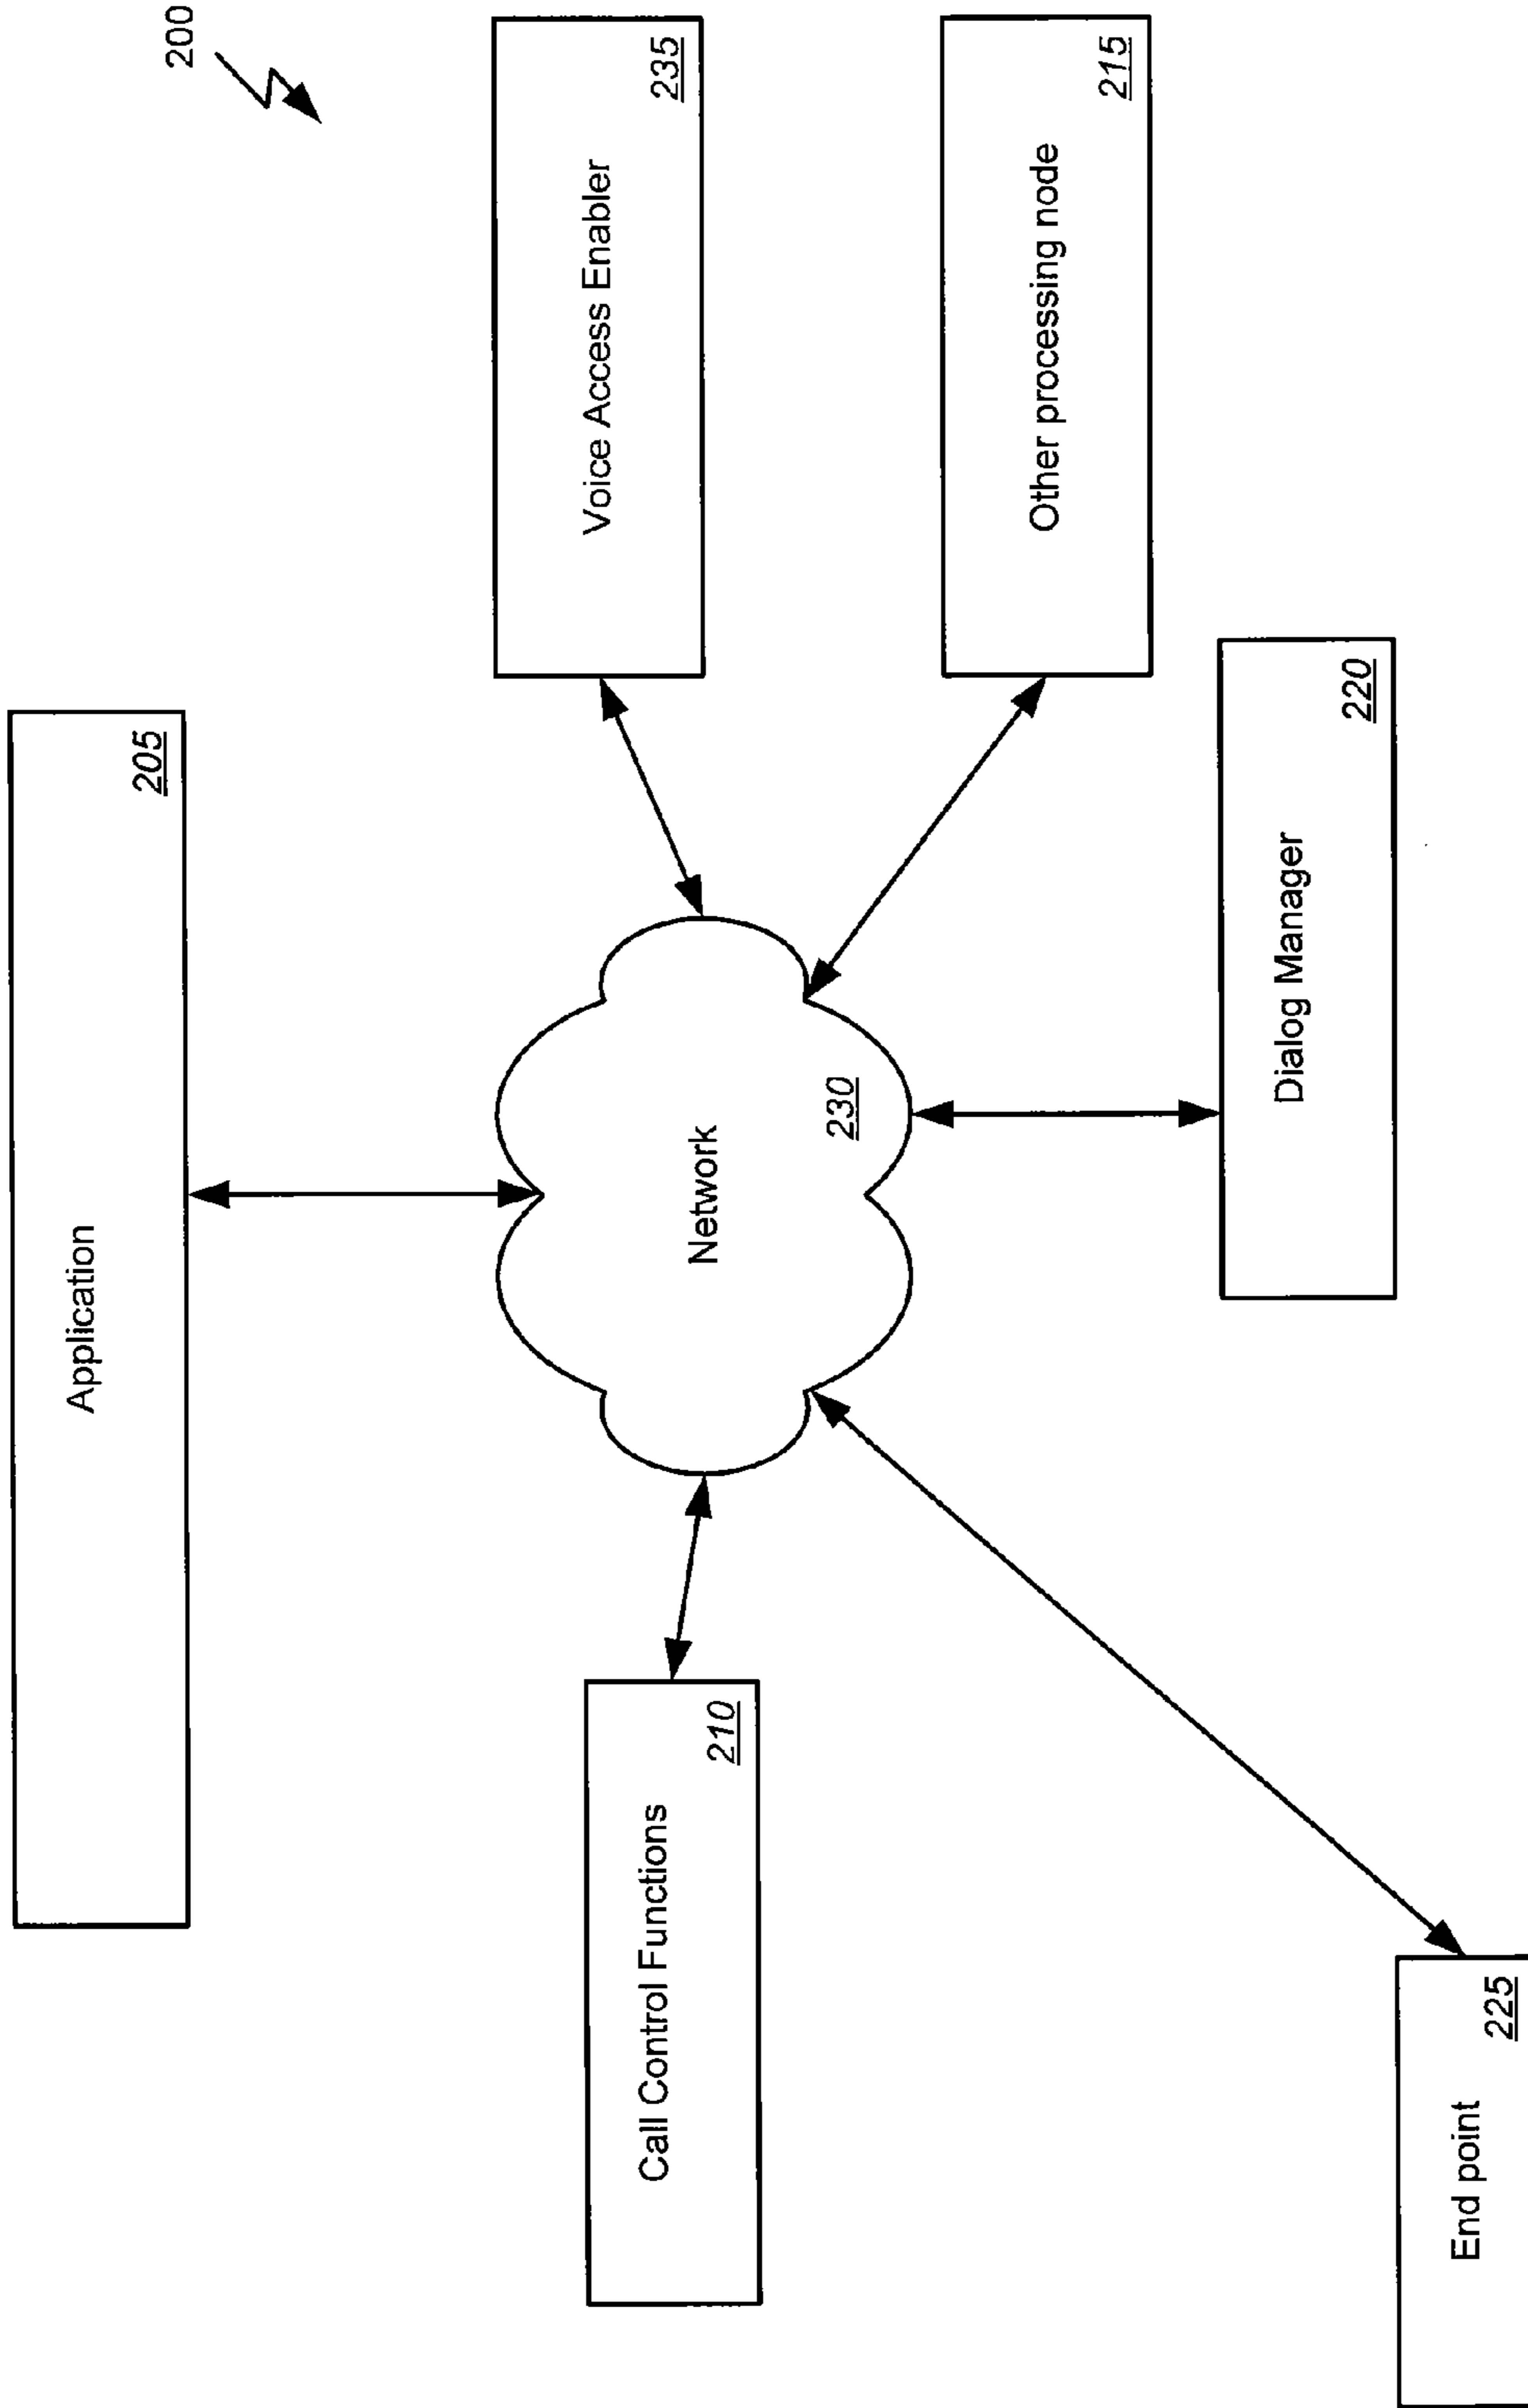 200
Application
205
Voice Access Enabler
235
Call Control Functions
210
Network
230
Other processing node
215
Dialog Manager
220
End point
225